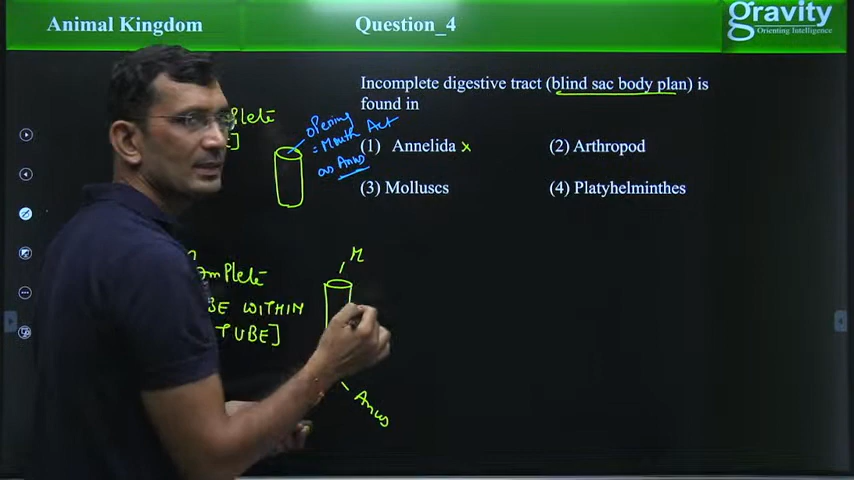 Animal Kingdom
Question_4
gravity
Orienting Intelligence
Incomplete digestive tract (blind sac body plan) is
found in
(1) Annelida x
(2) Arthropod
(3) Molluscs
(4) Platyhelminthes
opening
= Mouth Act
as Anus
M
TUBE]
WITHIN
Anus